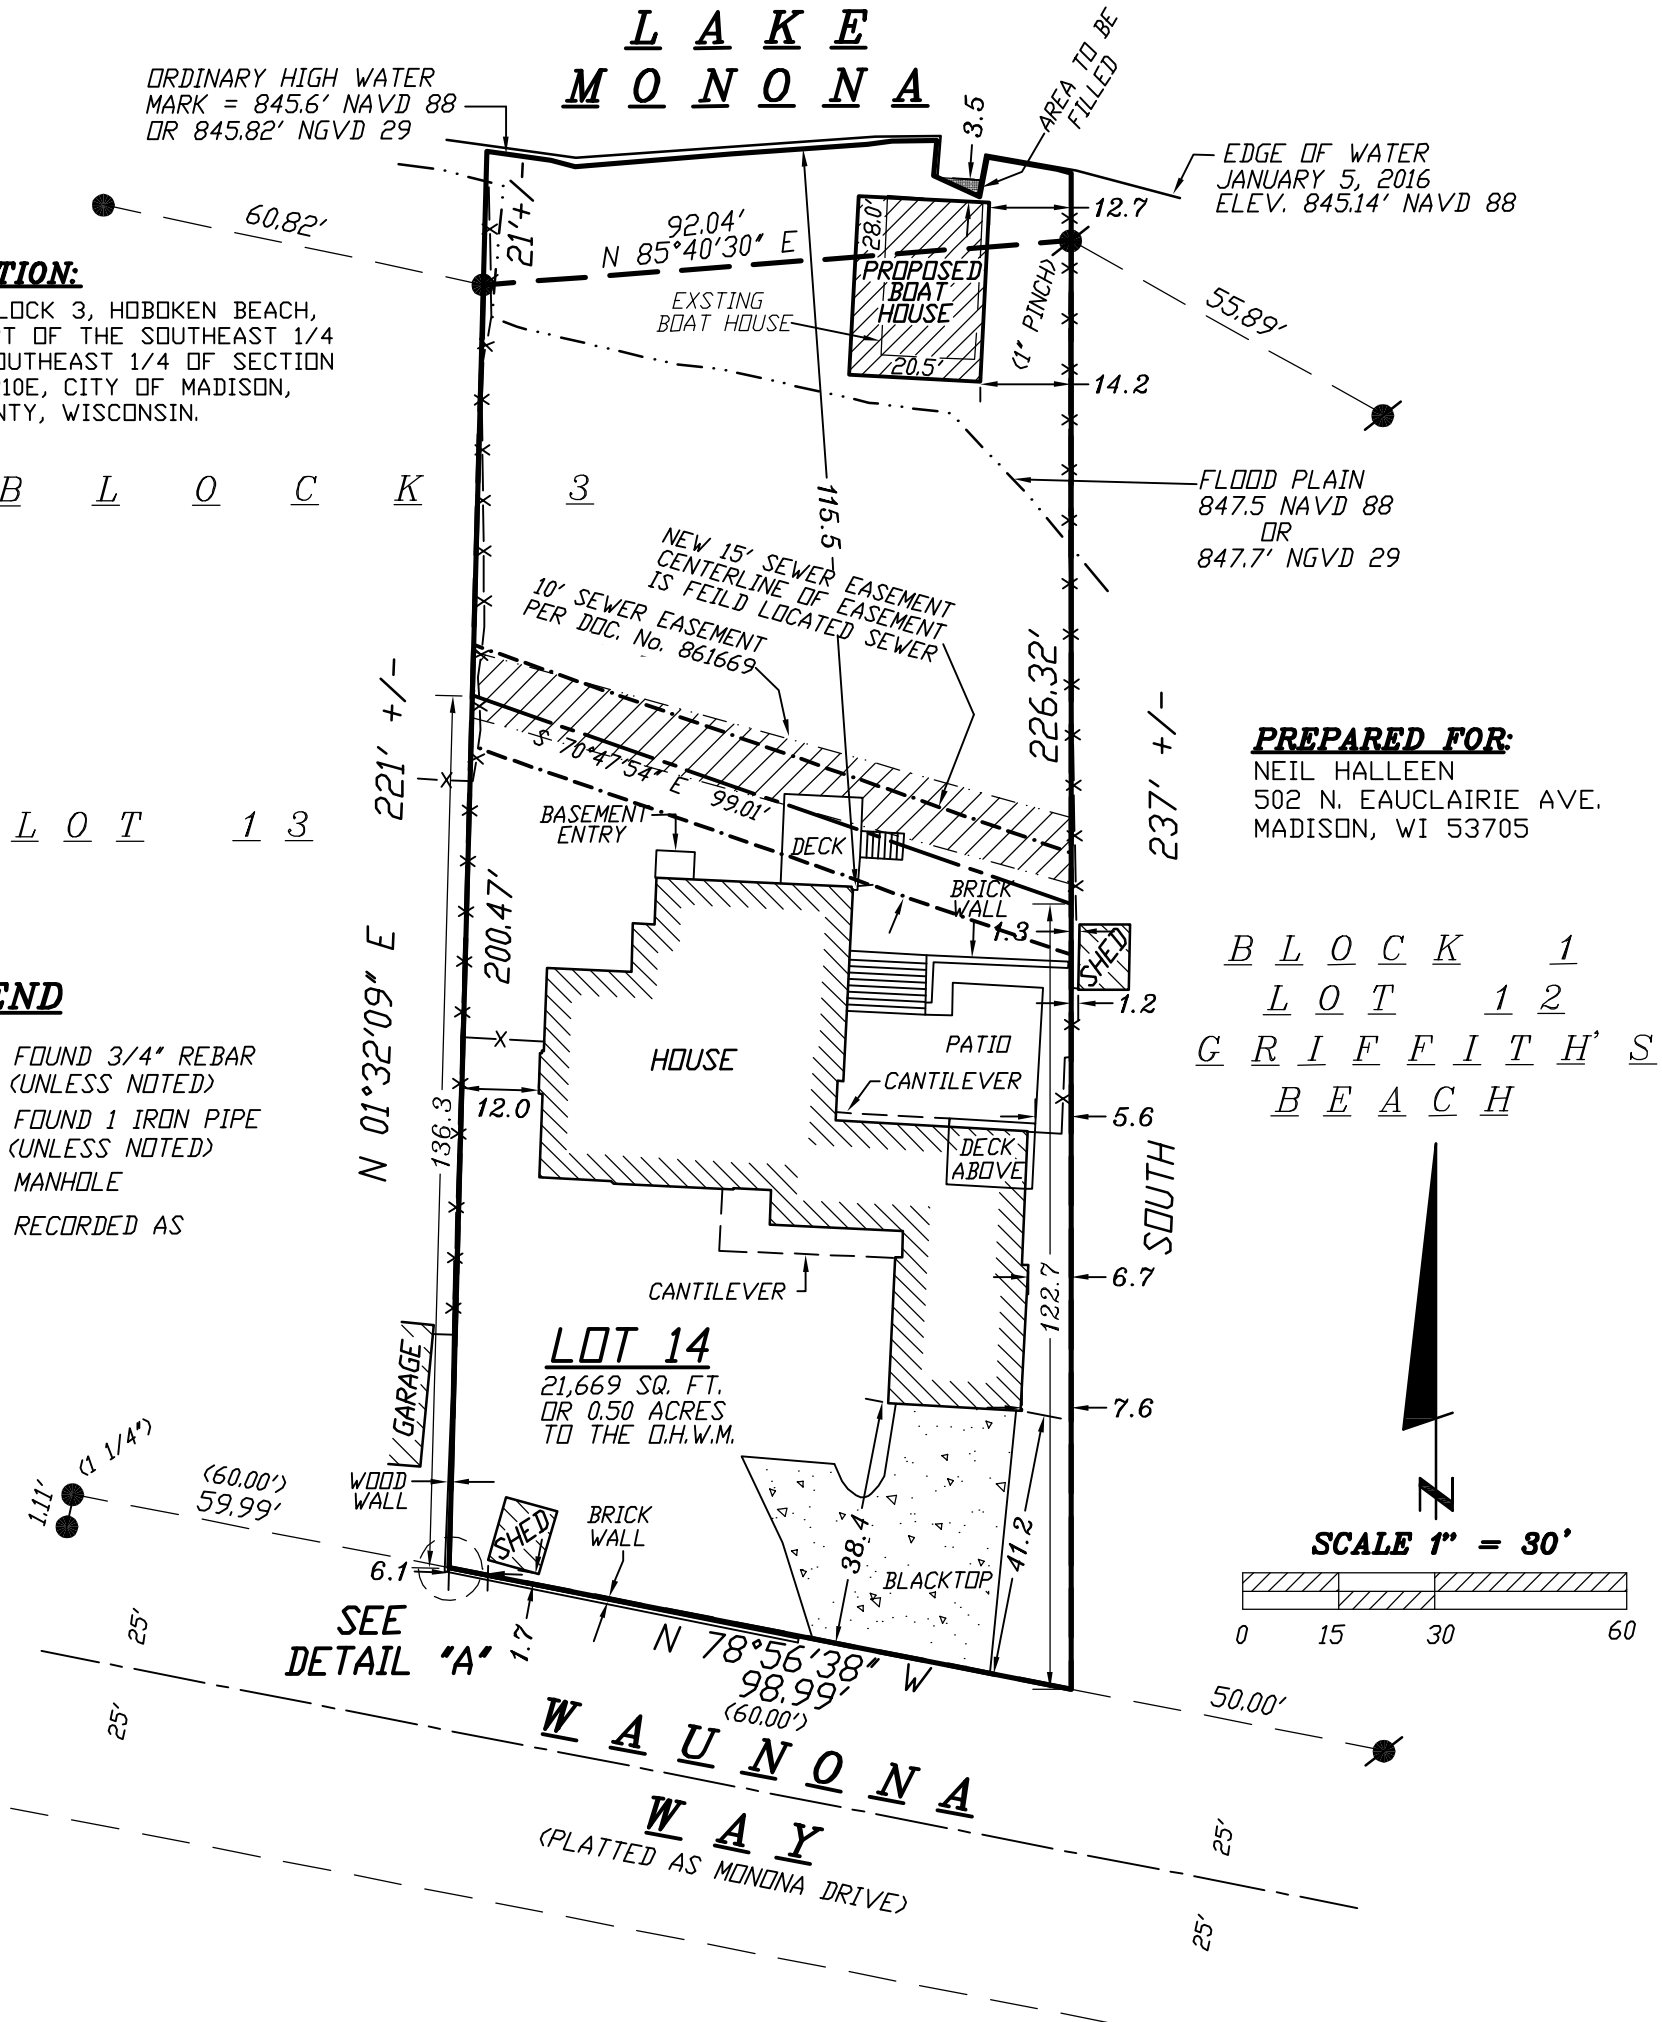 L A K E
M O N O N A
ORDINARY HIGH WATER
MARK = 845.6' NAVD 88
OR 845.82' NGVD 29
3.5
AREA TO BE
FILLED
EDGE OF WATER
JANUARY 5, 2016
ELEV. 845.14' NAVD 88
60.82'
21'+/-
92.04'
N 85°40'30" E
28.0'
12.7
PROPOSED
BOAT
HOUSE
EXSTING
BOAT HOUSE
20.5'
(1" PINCH)
14.2
55.89'
TION:
LOCK 3, HOBOKEN BEACH,
T OF THE SOUTHEAST 1/4
OUTHEAST 1/4 OF SECTION
10E, CITY OF MADISON,
NTY, WISCONSIN.
B L O C K 3
115.5
FLOOD PLAIN
847.5 NAVD 88
OR
847.7' NGVD 29
NEW 15' SEWER EASEMENT
CENTERLINE OF EASEMENT
IS FEILD LOCATED SEWER
10' SEWER EASEMENT
PER DOC. No. 861669
226.32'
221' +/-
237' +/-
PREPARED FOR:
NEIL HALLEEN
502 N. EAUCLAIRIE AVE.
MADISON, WI 53705
S 70°47'54" E 99.01'
L O T 1 3
BASEMENT
ENTRY
DECK
BRICK
WALL
1.3
SHED
1.2
200.47'
N 01°32'09" E
B L O C K 1
L O T 1 2
G R I F F I T H' S
B E A C H
END
FOUND 3/4" REBAR
(UNLESS NOTED)
FOUND 1 IRON PIPE
(UNLESS NOTED)
MANHOLE
RECORDED AS
HOUSE
PATIO
CANTILEVER
12.0
136.3
5.6
DECK
ABOVE
SOUTH
6.7
122.7
CANTILEVER
LOT 14
21,669 SQ. FT.
OR 0.50 ACRES
TO THE O.H.W.M.
GARAGE
7.6
(1 1/4")
1.11'
(60.00')
59.99'
WOOD
WALL
SHED
BRICK
WALL
38.4
41.2
BLACKTOP
N
SCALE 1" = 30'
0 15 30 60
6.1
SEE
DETAIL "A"
1.7
N 78°56'38" W
98.99'
(60.00')
50.00'
25'
25'
W A U N O N A
W A Y
(PLATTED AS MONONA DRIVE)
25'
25'